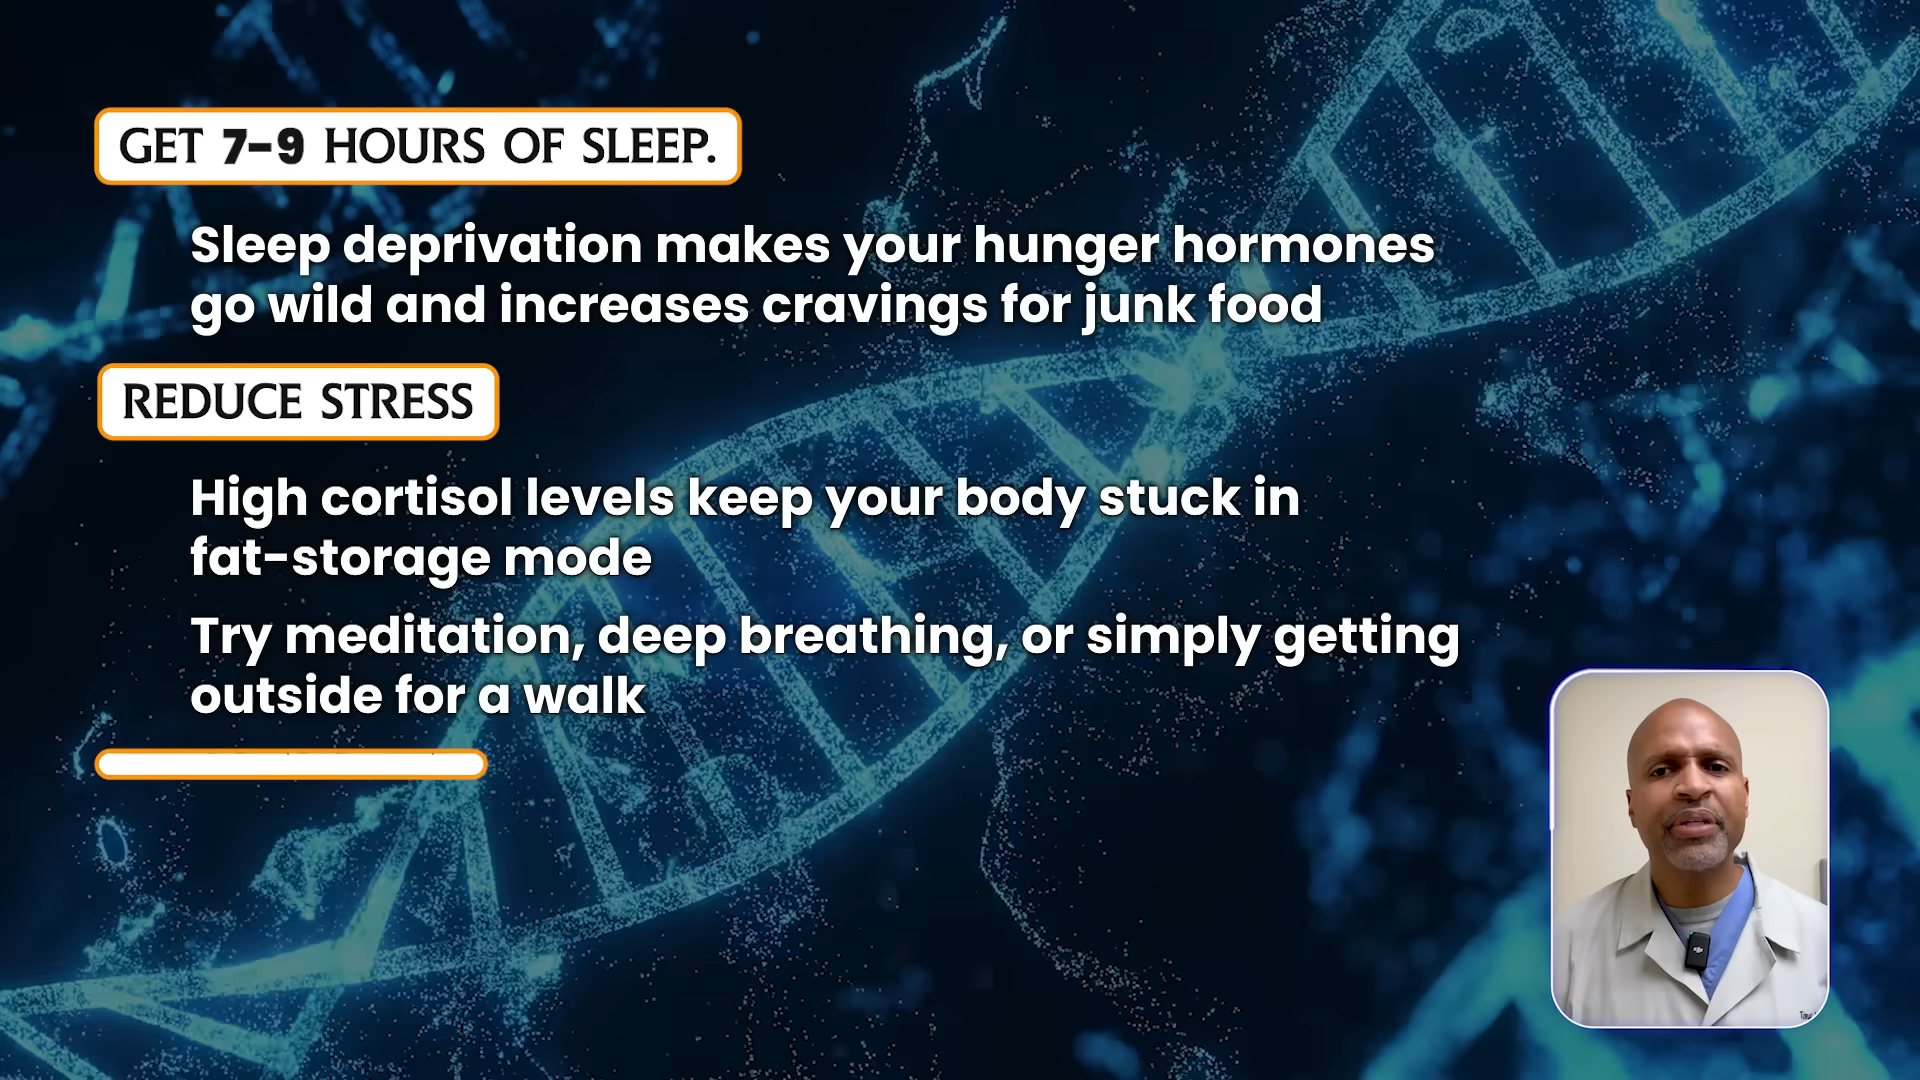 GET 7-9 HOURS OF SLEEP.
Sleep deprivation makes your hunger hormones
go wild and increases cravings for junk food
REDUCE STRESS
High cortisol levels keep your body stuck in
fat-storage mode
Try meditation, deep breathing, or simply getting
outside for a walk